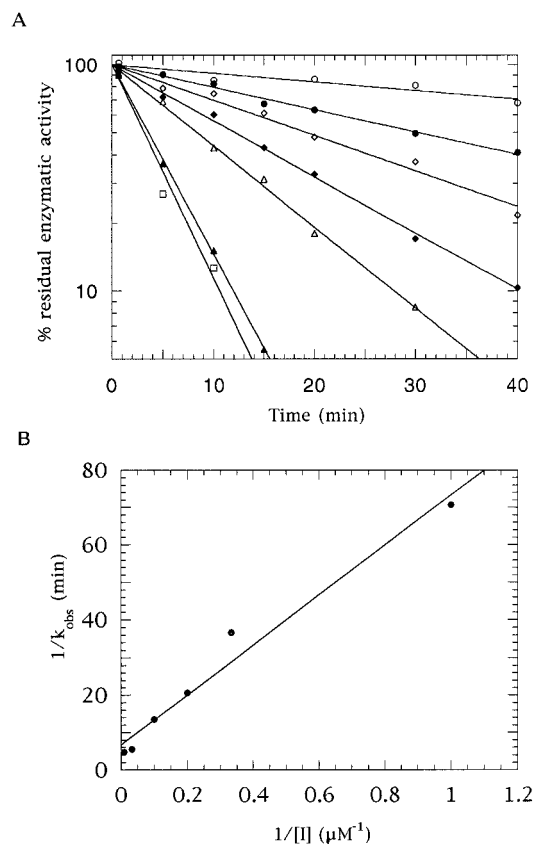 A
100
10
% residual enzymatic activity
0 10 20 30 40
Time (min)
B
80
60
40
20
0
1/k_obs (min)
0 0.2 0.4 0.6 0.8 1 1.2
1/[I] (μM⁻¹)